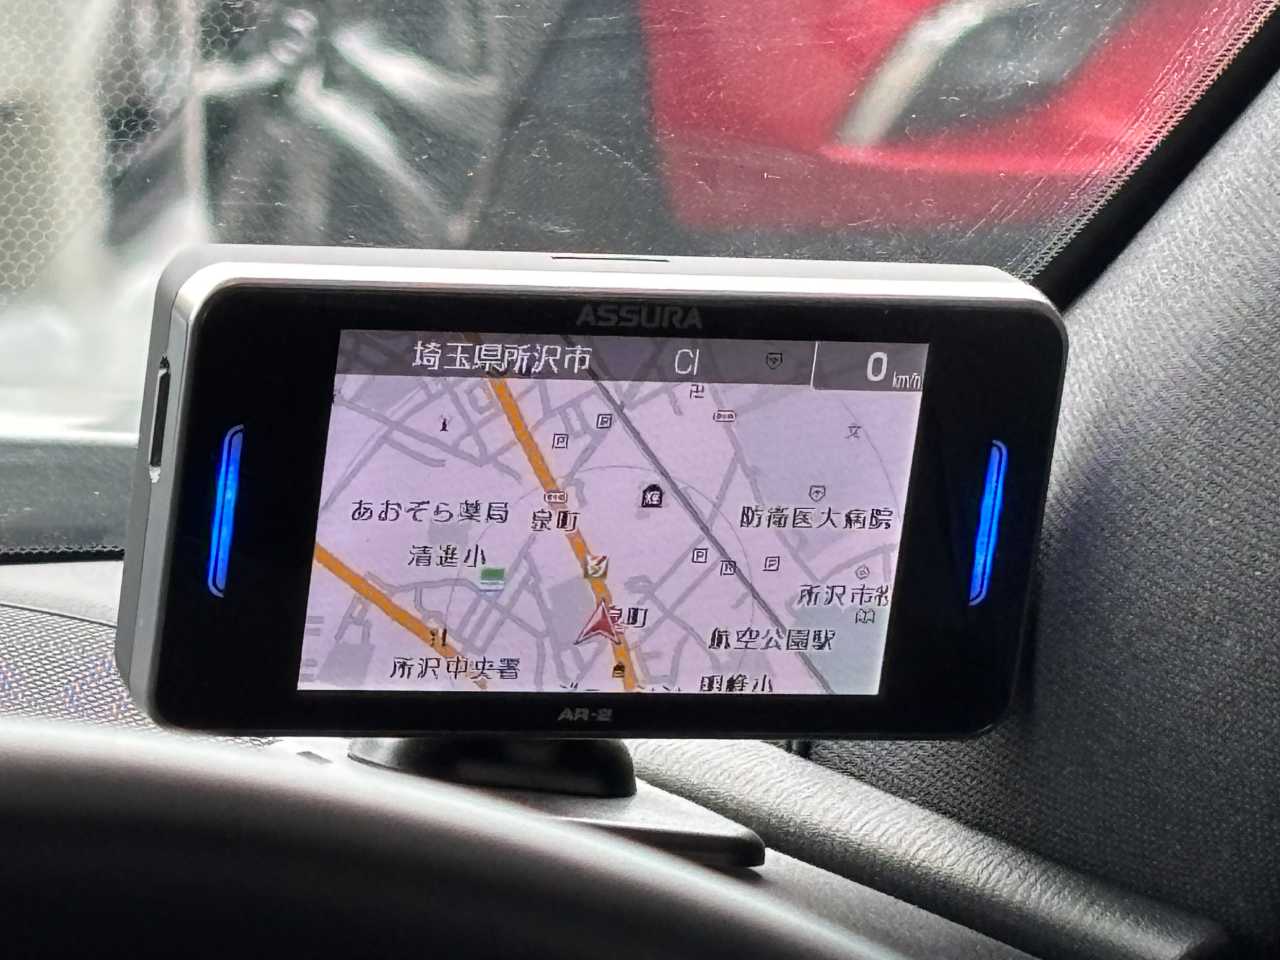 ASSURA
埼玉県所沢市 CI 0 km/h
あおぞら薬局 泉町 防衛医大病院
清進小
所沢市
泉町
航空公園駅
所沢中央署
明峰小
AR-2